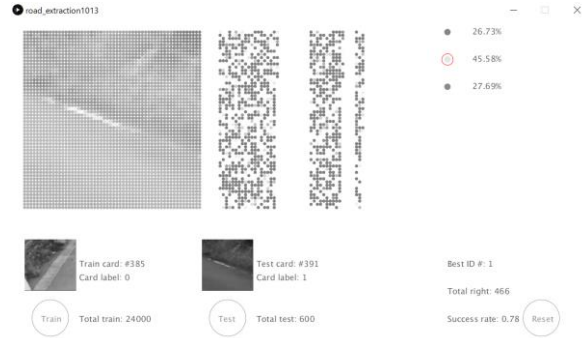 road_extraction1013
26.73%
45.58%
27.69%
Train card: #385
Card label: 0
Test card: #391
Card label: 1
Best ID #: 1
Total right: 466
Train
Total train: 24000
Test
Total test: 600
Success rate: 0.78
Reset